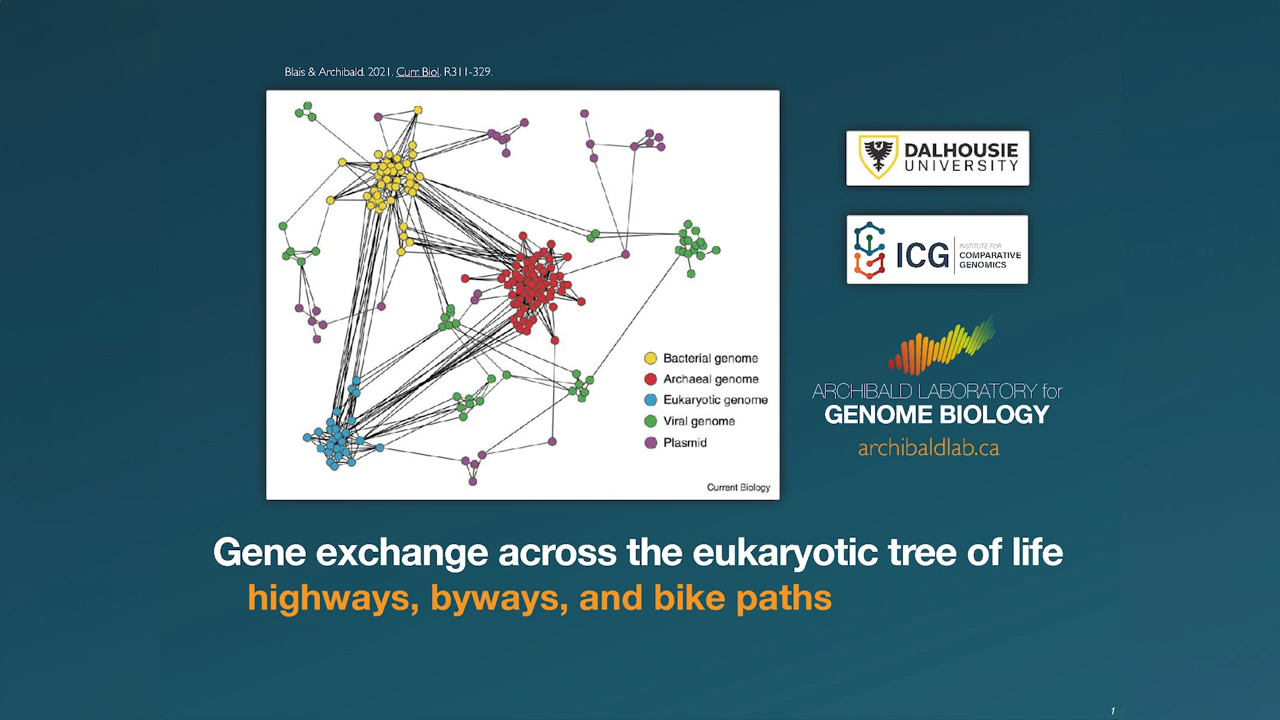 Blais & Archibald. 2021. Curr. Biol. R311-329.
Bacterial genome
Archaeal genome
Eukaryotic genome
Viral genome
Plasmid
Current Biology
DALHOUSIE
UNIVERSITY
ICG
INSTITUTE FOR
COMPARATIVE
GENOMICS
ARCHIBALD LABORATORY for
GENOME BIOLOGY
archibaldlab.ca
Gene exchange across the eukaryotic tree of life
highways, byways, and bike paths
1